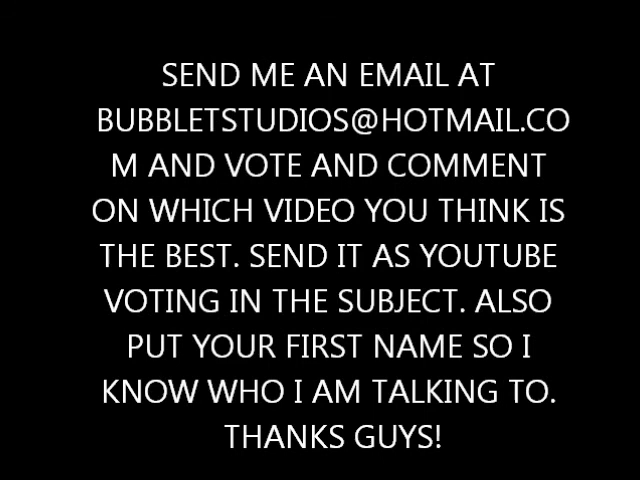 SEND ME AN EMAIL AT
BUBBLETSTUDIOS@HOTMAIL.CO
M AND VOTE AND COMMENT
ON WHICH VIDEO YOU THINK IS
THE BEST. SEND IT AS YOUTUBE
VOTING IN THE SUBJECT. ALSO
PUT YOUR FIRST NAME SO I
KNOW WHO I AM TALKING TO.
THANKS GUYS!